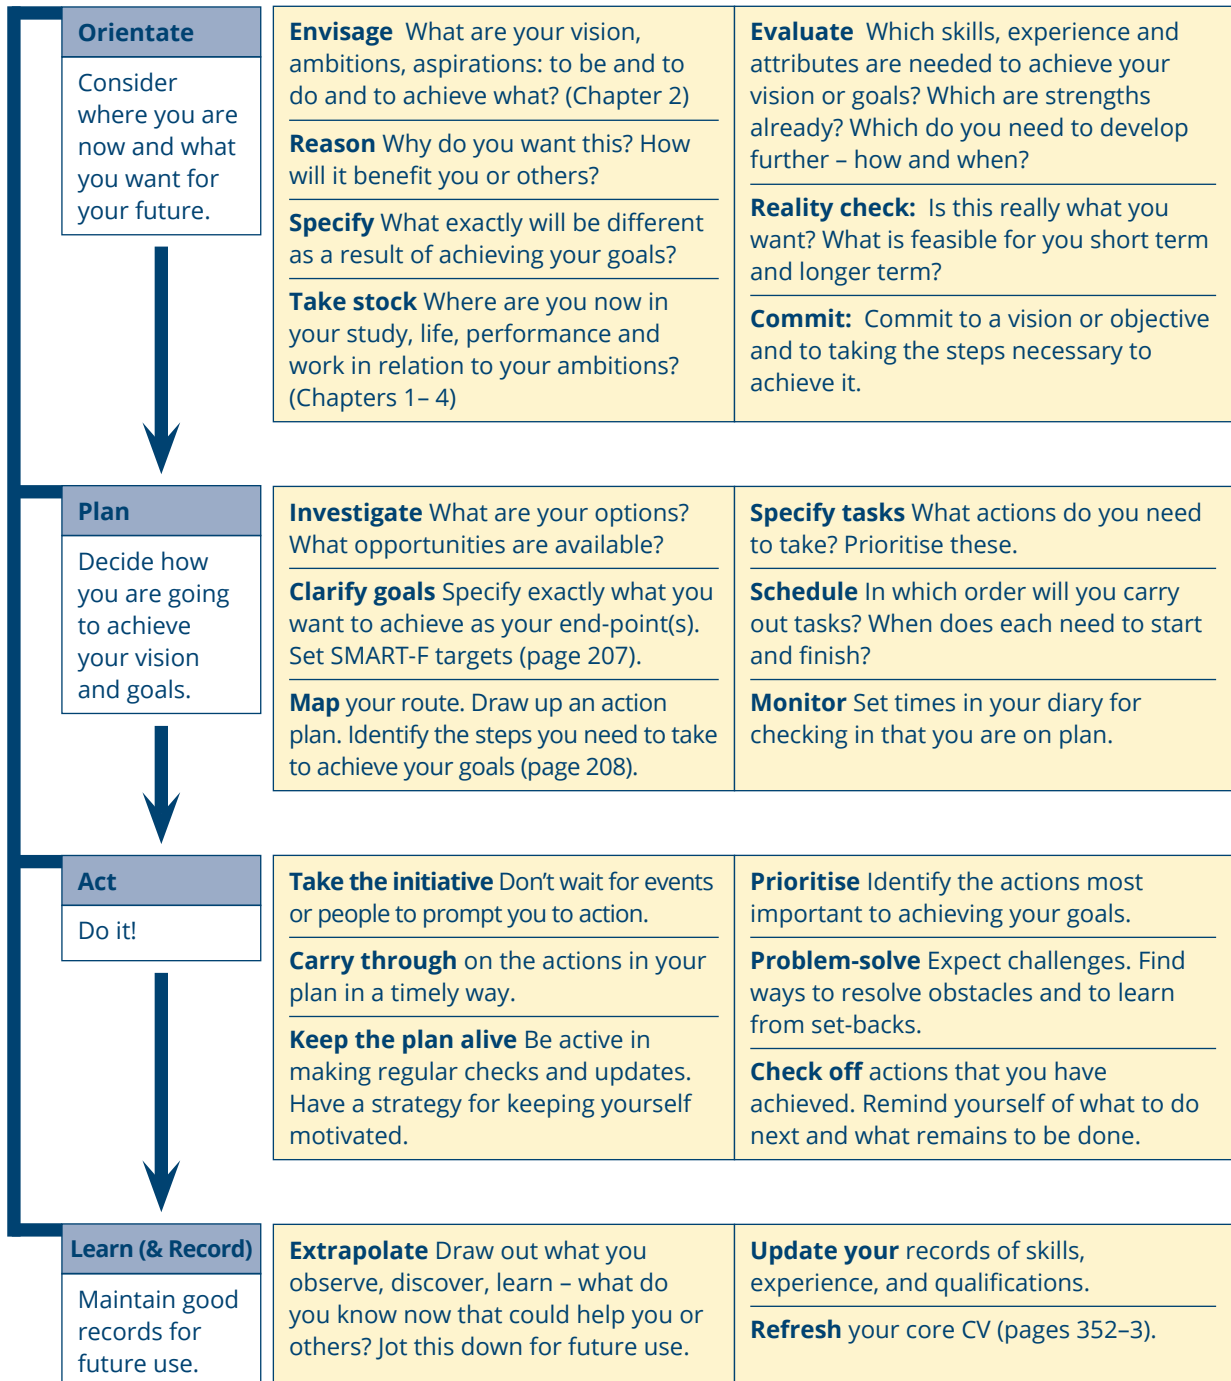 Orientate
Consider
where you are
now and what
you want for
your future.
Envisage What are your vision,
ambitions, aspirations: to be and to
do and to achieve what? (Chapter 2)
Reason Why do you want this? How
will it benefit you or others?
Specify What exactly will be different
as a result of achieving your goals?
Take stock Where are you now in
your study, life, performance and
work in relation to your ambitions?
(Chapters 1– 4)
Evaluate Which skills, experience and
attributes are needed to achieve your
vision or goals? Which are strengths
already? Which do you need to develop
further – how and when?
Reality check: Is this really what you
want? What is feasible for you short term
and longer term?
Commit: Commit to a vision or objective
and to taking the steps necessary to
achieve it.
Plan
Decide how
you are going
to achieve
your vision
and goals.
Investigate What are your options?
What opportunities are available?
Clarify goals Specify exactly what you
want to achieve as your end-point(s).
Set SMART-F targets (page 207).
Map your route. Draw up an action
plan. Identify the steps you need to take
to achieve your goals (page 208).
Specify tasks What actions do you need
to take? Prioritise these.
Schedule In which order will you carry
out tasks? When does each need to start
and finish?
Monitor Set times in your diary for
checking in that you are on plan.
Act
Do it!
Take the initiative Don't wait for events
or people to prompt you to action.
Carry through on the actions in your
plan in a timely way.
Keep the plan alive Be active in
making regular checks and updates.
Have a strategy for keeping yourself
motivated.
Prioritise Identify the actions most
important to achieving your goals.
Problem-solve Expect challenges. Find
ways to resolve obstacles and to learn
from set-backs.
Check off actions that you have
achieved. Remind yourself of what to do
next and what remains to be done.
Learn (& Record)
Maintain good
records for
future use.
Extrapolate Draw out what you
observe, discover, learn – what do
you know now that could help you or
others? Jot this down for future use.
Update your records of skills,
experience, and qualifications.
Refresh your core CV (pages 352–3).